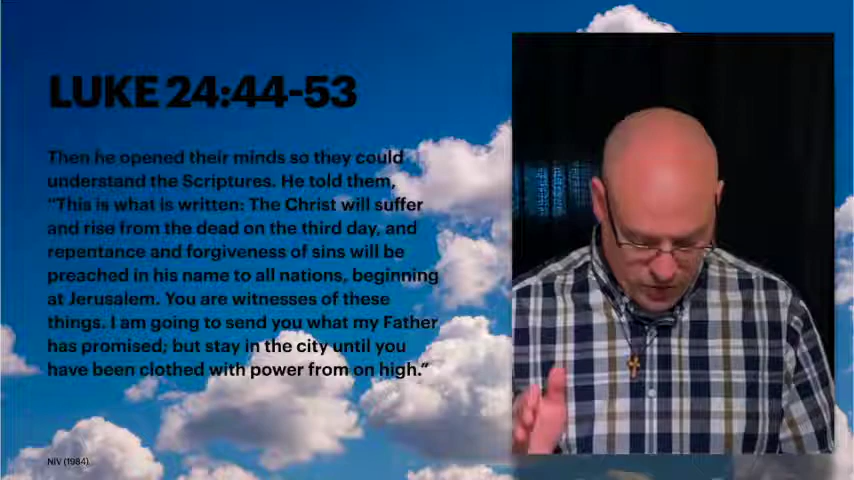 LUKE 24:44-53
Then he opened their minds so they could
understand the Scriptures. He told them,
“This is what is written: The Christ will suffer
and rise from the dead on the third day, and
repentance and forgiveness of sins will be
preached in his name to all nations, beginning
at Jerusalem. You are witnesses of these
things. I am going to send you what my Father
has promised; but stay in the city until you
have been clothed with power from on high.”
NIV (1984)